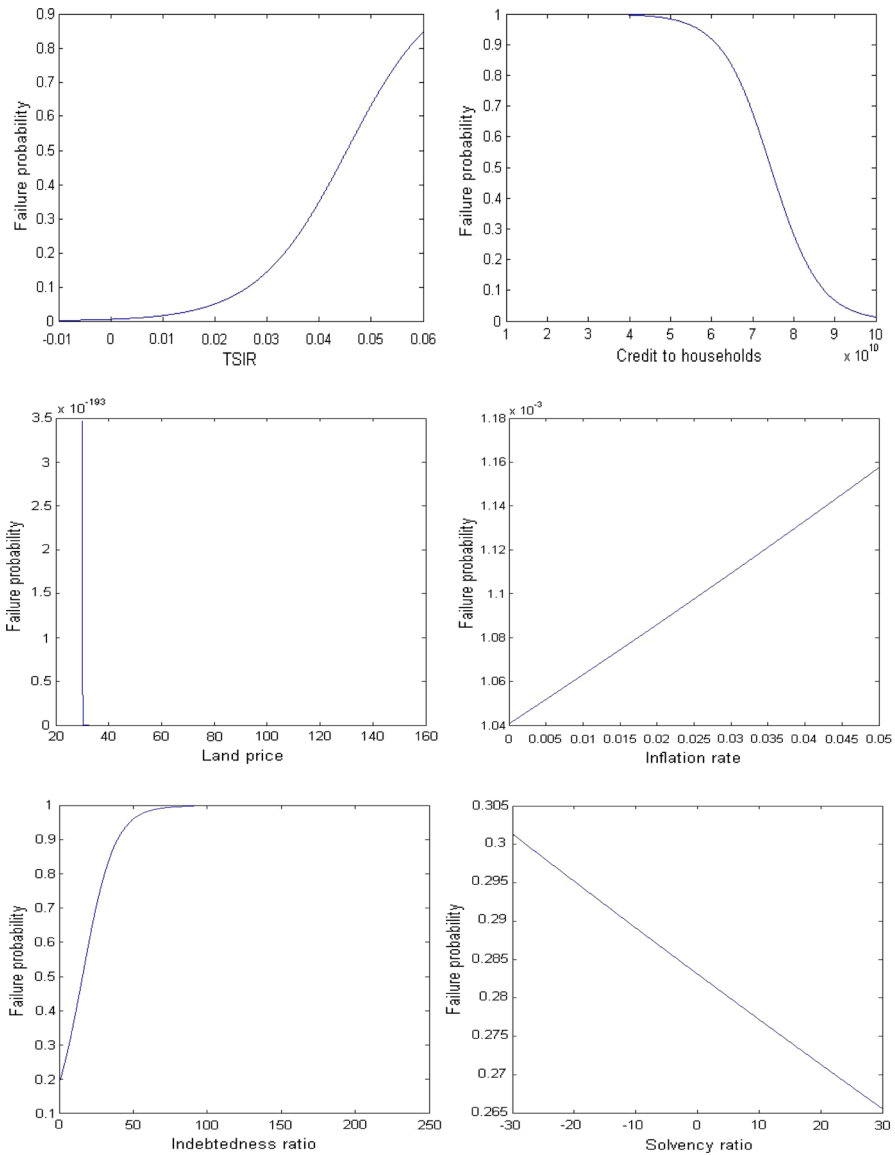 0.9
0.8
0.7
0.6
0.5
0.4
0.3
0.2
0.1
0
-0.01 0 0.01 0.02 0.03 0.04 0.05 0.06
Failure probability
TSIR
1
0.9
0.8
0.7
0.6
0.5
0.4
0.3
0.2
0.1
0
1 2 3 4 5 6 7 8 9 10
x 10^10
Failure probability
Credit to households
x 10^-193
3.5
3
2.5
2
1.5
1
0.5
0
20 40 60 80 100 120 140 160
Failure probability
Land price
x 10^-3
1.18
1.16
1.14
1.12
1.1
1.08
1.06
1.04
0 0.005 0.01 0.015 0.02 0.025 0.03 0.035 0.04 0.045 0.05
Failure probability
Inflation rate
1
0.9
0.8
0.7
0.6
0.5
0.4
0.3
0.2
0.1
0 50 100 150 200 250
Failure probability
Indebtedness ratio
0.305
0.3
0.295
0.29
0.285
0.28
0.275
0.27
0.265
-30 -20 -10 0 10 20 30
Failure probability
Solvency ratio